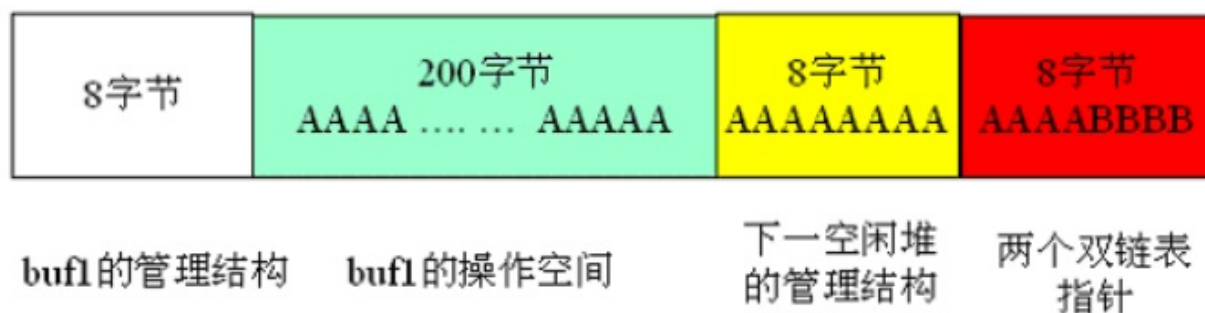 8字节
200字节
AAAA .... ... AAAAA
8字节
AAAAAAAA
8字节
AAAABBBB
buf1的管理结构
buf1的操作空间
下一空闲堆
的管理结构
两个双链表
指针